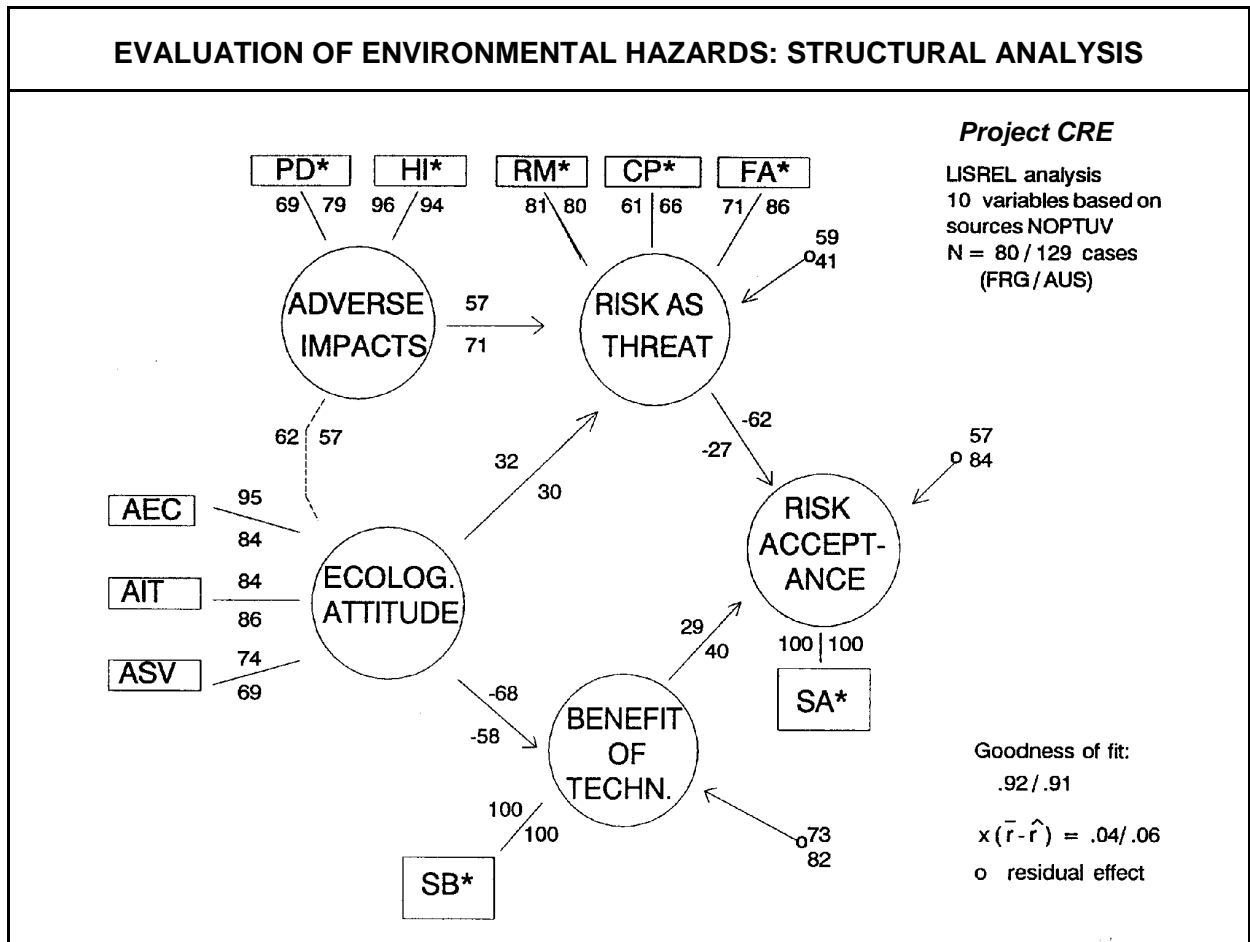 EVALUATION OF ENVIRONMENTAL HAZARDS: STRUCTURAL ANALYSIS
Project CRE
LISREL analysis
10 variables based on
sources NOPTUV
N = 80 / 129 cases
(FRG / AUS)
PD* HI* RM* CP* FA*
69 79 96 94 81 80 61 66 71 86
59
41
ADVERSE
IMPACTS
57
71
RISK AS
THREAT
62 57
32
30
-62
-27
57
84
AEC
95
84
AIT
84
86
ASV
74
69
ECOLOG.
ATTITUDE
RISK
ACCEPT-
ANCE
29
40
100 100
SA*
-68
-58
BENEFIT
OF
TECHN.
100
100
SB*
73
82
Goodness of fit:
.92/.91
x ( r̄ - r̂ ) = .04/.06
o residual effect